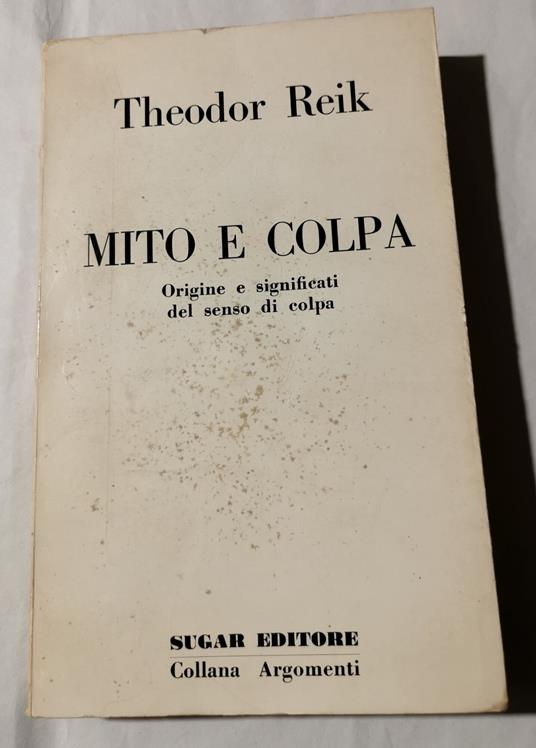 Theodor Reik
MITO E COLPA
Origine e significati
del senso di colpa
SUGAR EDITORE
Collana Argomenti